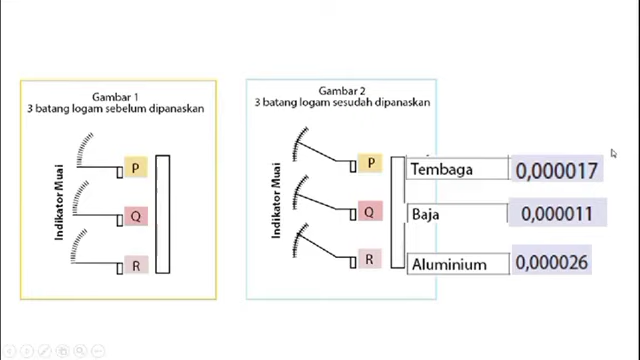 Gambar 1
3 batang logam sebelum dipanaskan
Indikator Muai
P
Q
R
Gambar 2
3 batang logam sesudah dipanaskan
Indikator Muai
P
Q
R
Tembaga 0,000017
Baja 0,000011
Aluminium 0,000026